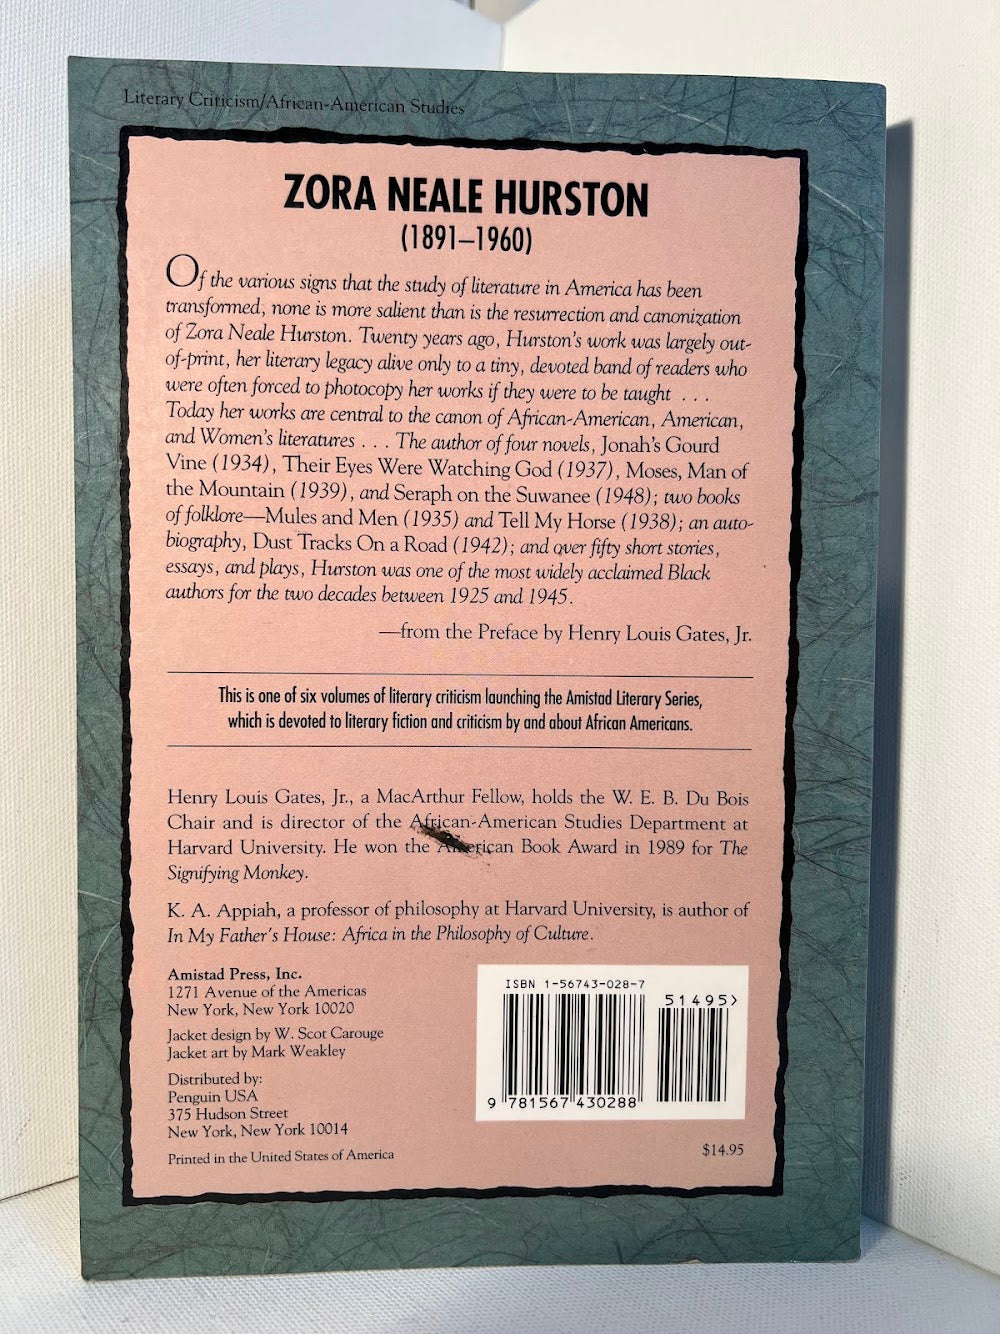 Literary Criticism/African-American Studies
ZORA NEALE HURSTON
(1891–1960)
Of the various signs that the study of literature in America has been
transformed, none is more salient than is the resurrection and canonization
of Zora Neale Hurston. Twenty years ago, Hurston's work was largely out-
of-print, her literary legacy alive only to a tiny, devoted band of readers who
were often forced to photocopy her works if they were to be taught . . .
Today her works are central to the canon of African-American, American,
and Women's literatures . . . The author of four novels, Jonah's Gourd
Vine (1934), Their Eyes Were Watching God (1937), Moses, Man of
the Mountain (1939), and Seraph on the Suwanee (1948); two books
of folklore—Mules and Men (1935) and Tell My Horse (1938); an auto-
biography, Dust Tracks On a Road (1942); and over fifty short stories,
essays, and plays, Hurston was one of the most widely acclaimed Black
authors for the two decades between 1925 and 1945.
—from the Preface by Henry Louis Gates, Jr.
This is one of six volumes of literary criticism launching the Amistad Literary Series,
which is devoted to literary fiction and criticism by and about African Americans.
Henry Louis Gates, Jr., a MacArthur Fellow, holds the W. E. B. Du Bois
Chair and is director of the African-American Studies Department at
Harvard University. He won the American Book Award in 1989 for The
Signifying Monkey.
K. A. Appiah, a professor of philosophy at Harvard University, is author of
In My Father's House: Africa in the Philosophy of Culture.
Amistad Press, Inc.
1271 Avenue of the Americas
New York, New York 10020
Jacket design by W. Scot Carouge
Jacket art by Mark Weakley
Distributed by:
Penguin USA
375 Hudson Street
New York, New York 10014
Printed in the United States of America
ISBN 1-56743-028-7
51495>
9 781567 430288
$14.95